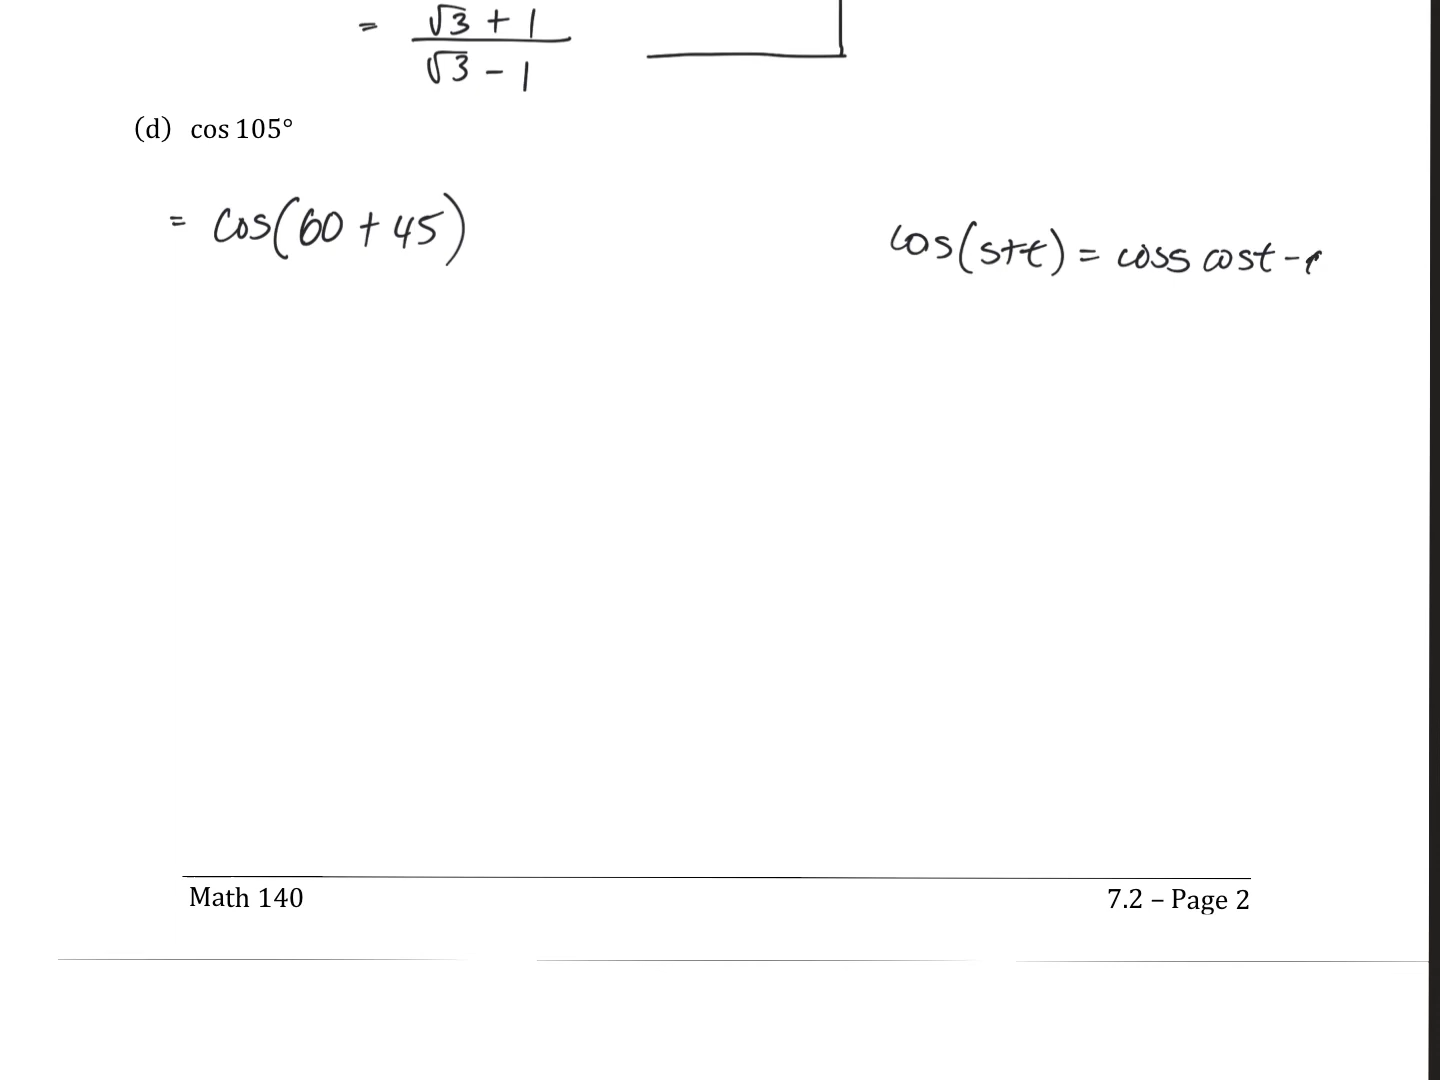 = √3 + 1
√3 - 1
(d) cos 105°
= cos(60 + 45)
cos(s+t) = coss cost -
Math 140
7.2 – Page 2